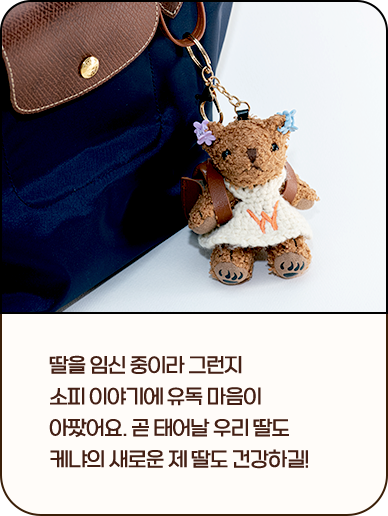 W
딸을 임신 중이라 그런지
소피 이야기에 유독 마음이
아팠어요. 곧 태어날 우리 딸도
케냐의 새로운 제 딸도 건강하길!